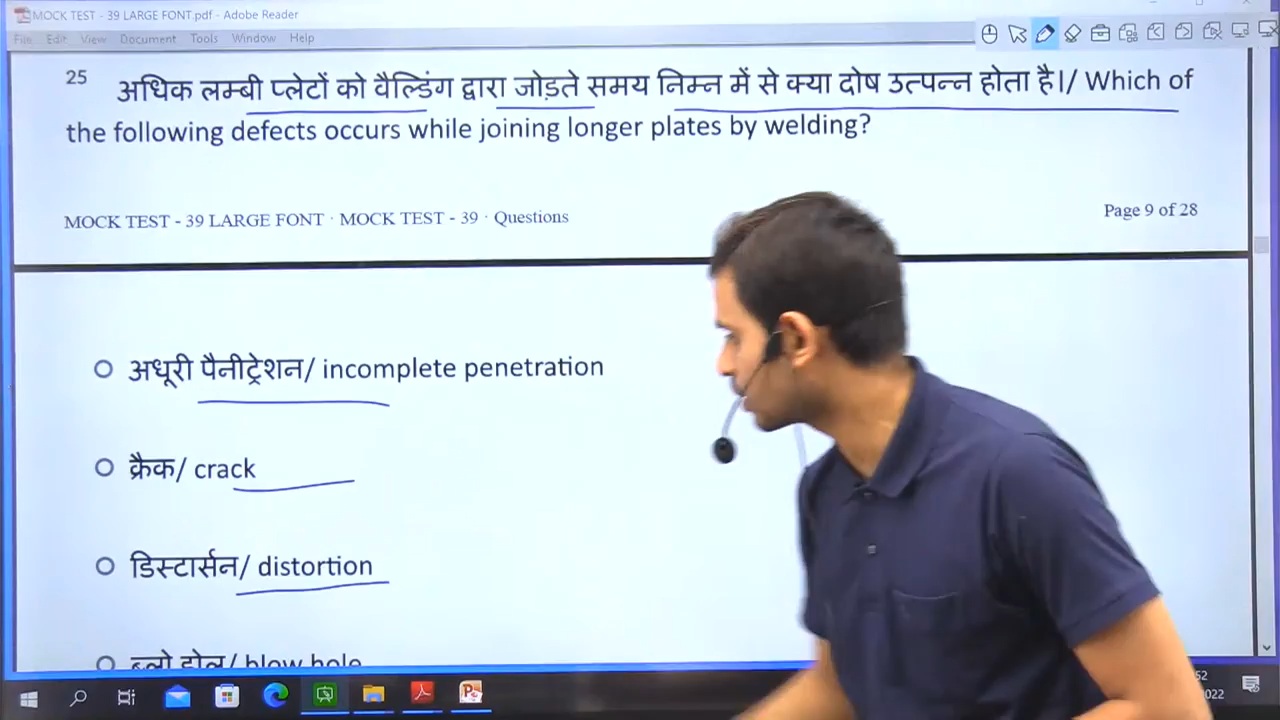 MOCK TEST - 39 LARGE FONT.pdf - Adobe Reader
File Edit View Document Tools Window Help
25 अधिक लम्बी प्लेटों को वैल्डिंग द्वारा जोड़ते समय निम्न में से क्या दोष उत्पन्न होता है।/ Which of
the following defects occurs while joining longer plates by welding?
MOCK TEST - 39 LARGE FONT · MOCK TEST - 39 · Questions
Page 9 of 28
अधूरी पैनीट्रेशन/ incomplete penetration
क्रैक/ crack
डिस्टार्सन/ distortion
ब्लो होल/ blow hole